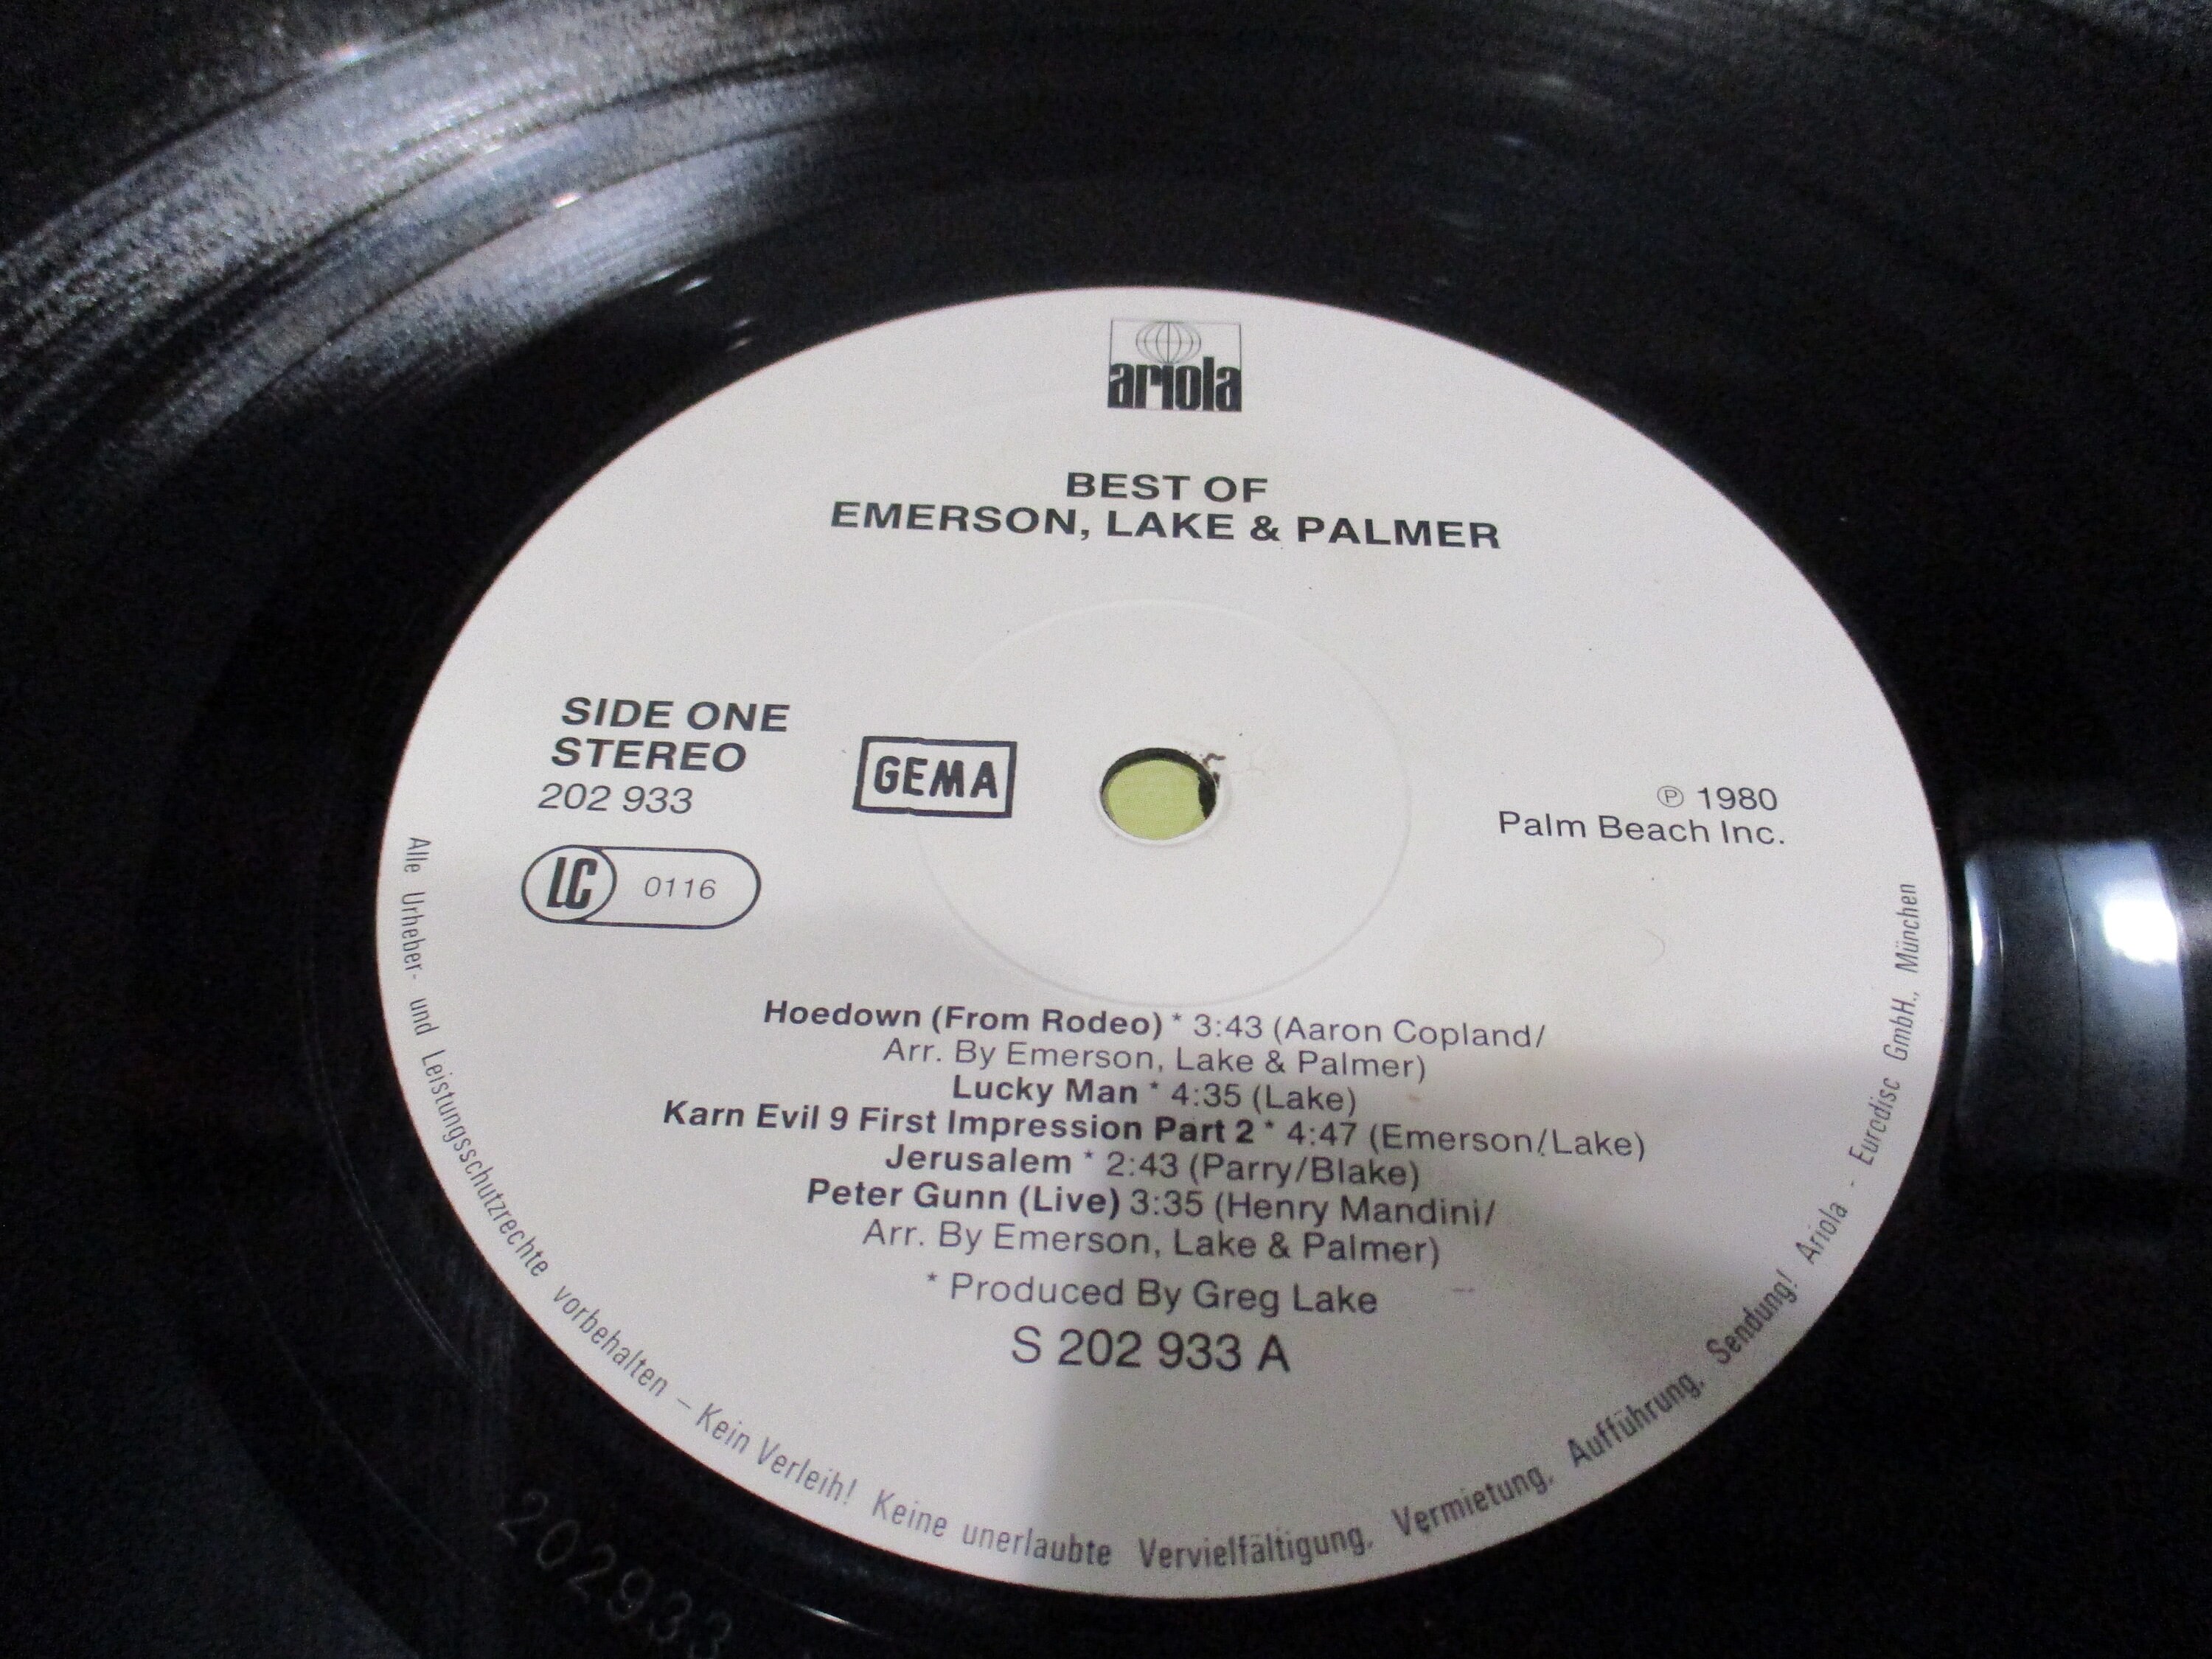 ariola
BEST OF
EMERSON, LAKE & PALMER
SIDE ONE
STEREO
202 933
GEMA
LC 0116
℗ 1980
Palm Beach Inc.
Hoedown (From Rodeo) * 3:43 (Aaron Copland/
Arr. By Emerson, Lake & Palmer)
Lucky Man * 4:35 (Lake)
Karn Evil 9 First Impression Part 2 * 4:47 (Emerson/Lake)
Jerusalem * 2:43 (Parry/Blake)
Peter Gunn (Live) 3:35 (Henry Mandini/
Arr. By Emerson, Lake & Palmer)
* Produced By Greg Lake
S 202 933 A
Alle Urheber- und Leistungsschutzrechte vorbehalten – Kein Verleih! Keine unerlaubte Vervielfältigung, Vermietung, Aufführung, Sendung! Ariola - Eurodisc GmbH., München
202933